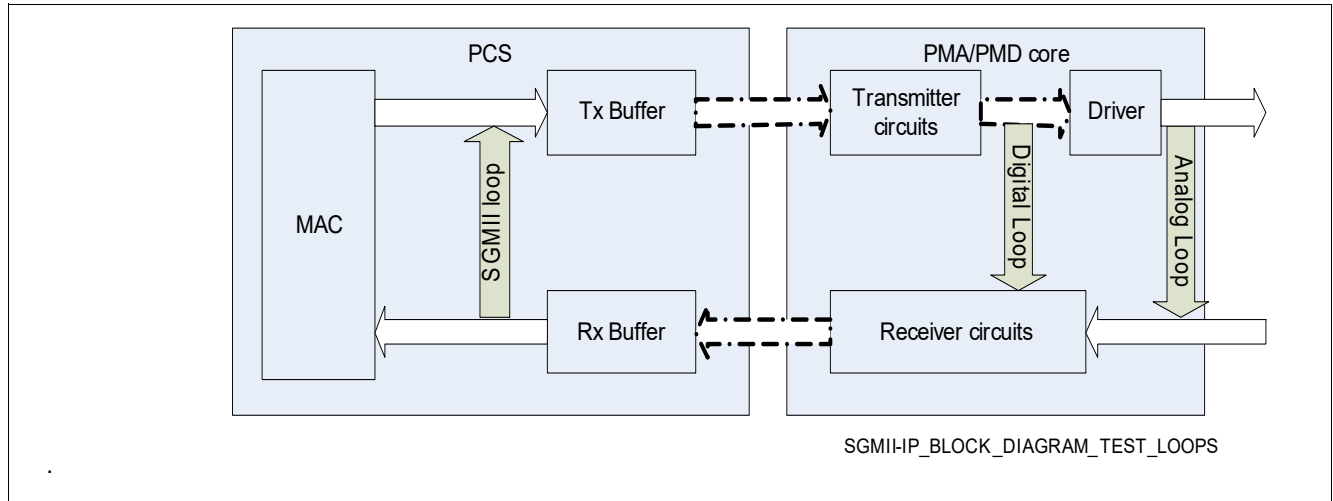 PCS
PMA/PMD core
MAC
Tx Buffer
Transmitter
circuits
Driver
SGMII loop
Digital Loop
Analog Loop
Rx Buffer
Receiver circuits
SGMII-IP_BLOCK_DIAGRAM_TEST_LOOPS
.